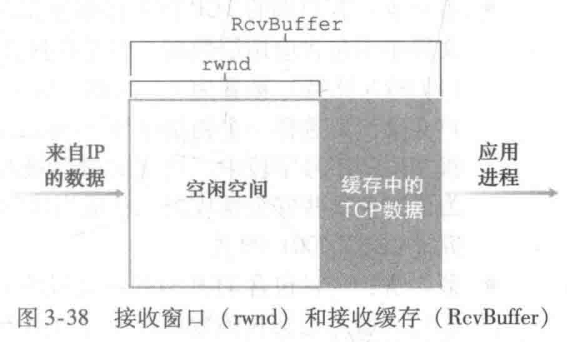 RcvBuffer
rwnd
来自IP
的数据
空闲空间
缓存中的
TCP数据
应用
进程
图 3-38 接收窗口（rwnd）和接收缓存（RcvBuffer）